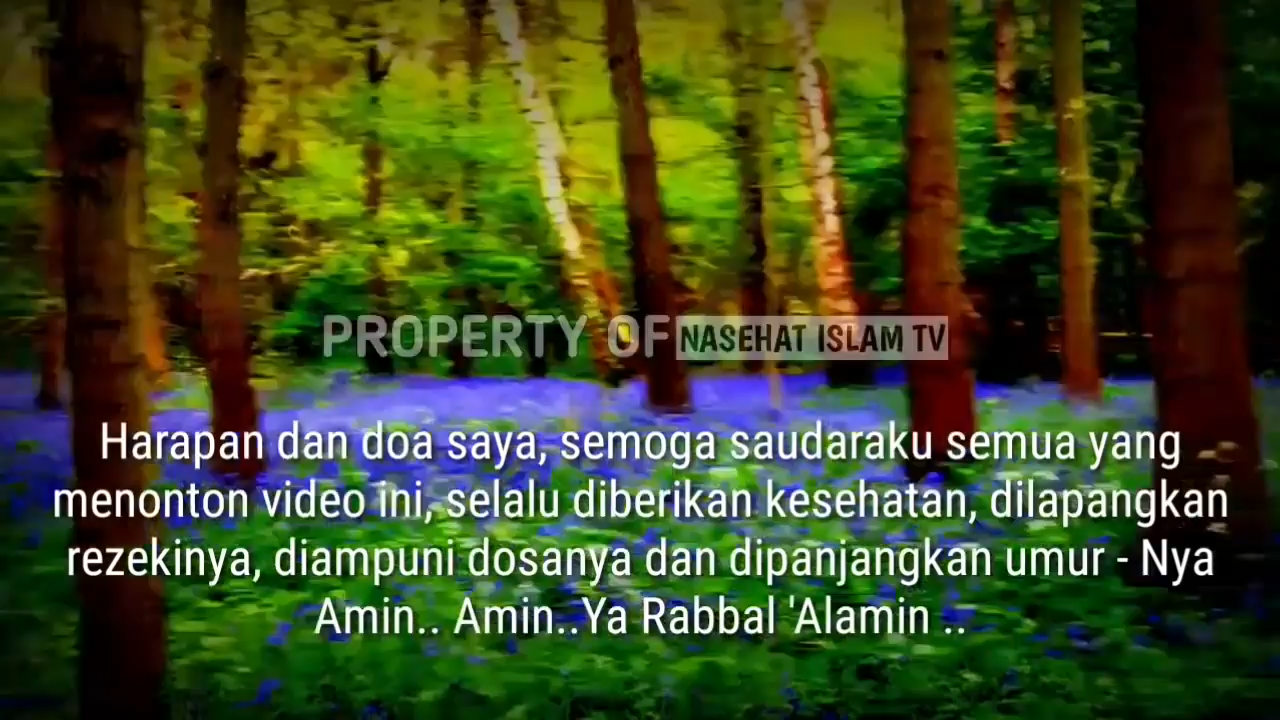 PROPERTY OF NASEHAT ISLAM TV
Harapan dan doa saya, semoga saudaraku semua yang
menonton video ini, selalu diberikan kesehatan, dilapangkan
rezekinya, diampuni dosanya dan dipanjangkan umur - Nya
Amin.. Amin..Ya Rabbal 'Alamin ..